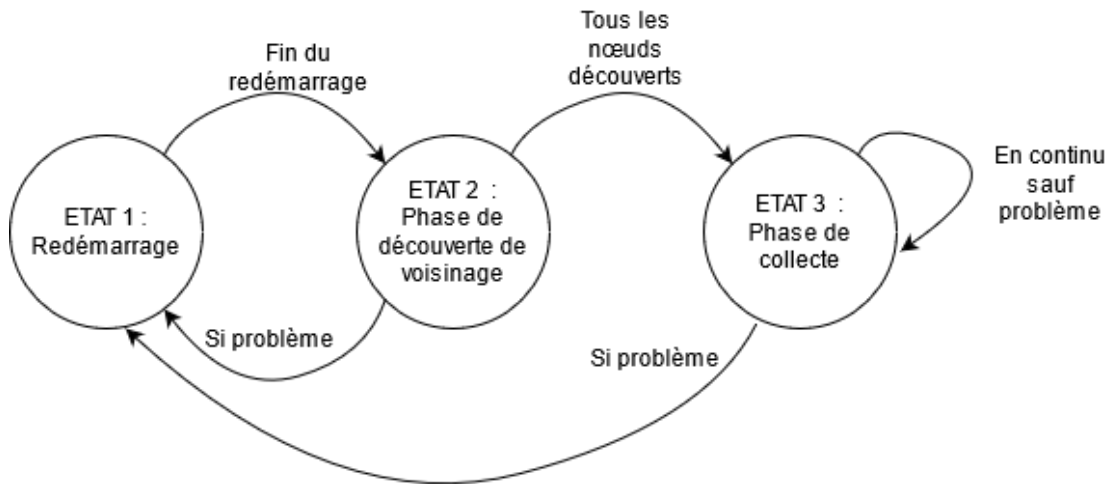 Fin du
redémarrage
Tous les
nœuds
découverts
ETAT 1 :
Redémarrage
ETAT 2 :
Phase de
découverte de
voisinage
ETAT 3 :
Phase de
collecte
En continu
sauf
problème
Si problème
Si problème